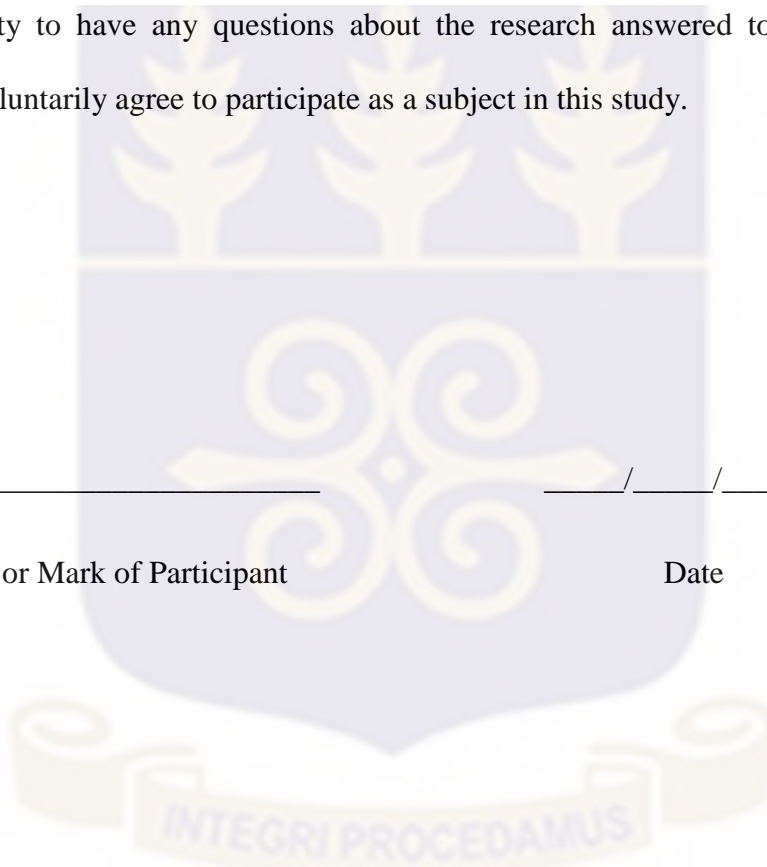 ty to have any questions about the research answered to
luntarily agree to participate as a subject in this study.
____________________ _____/_____/___
or Mark of Participant Date
INTEGRI PROCEDAMUS